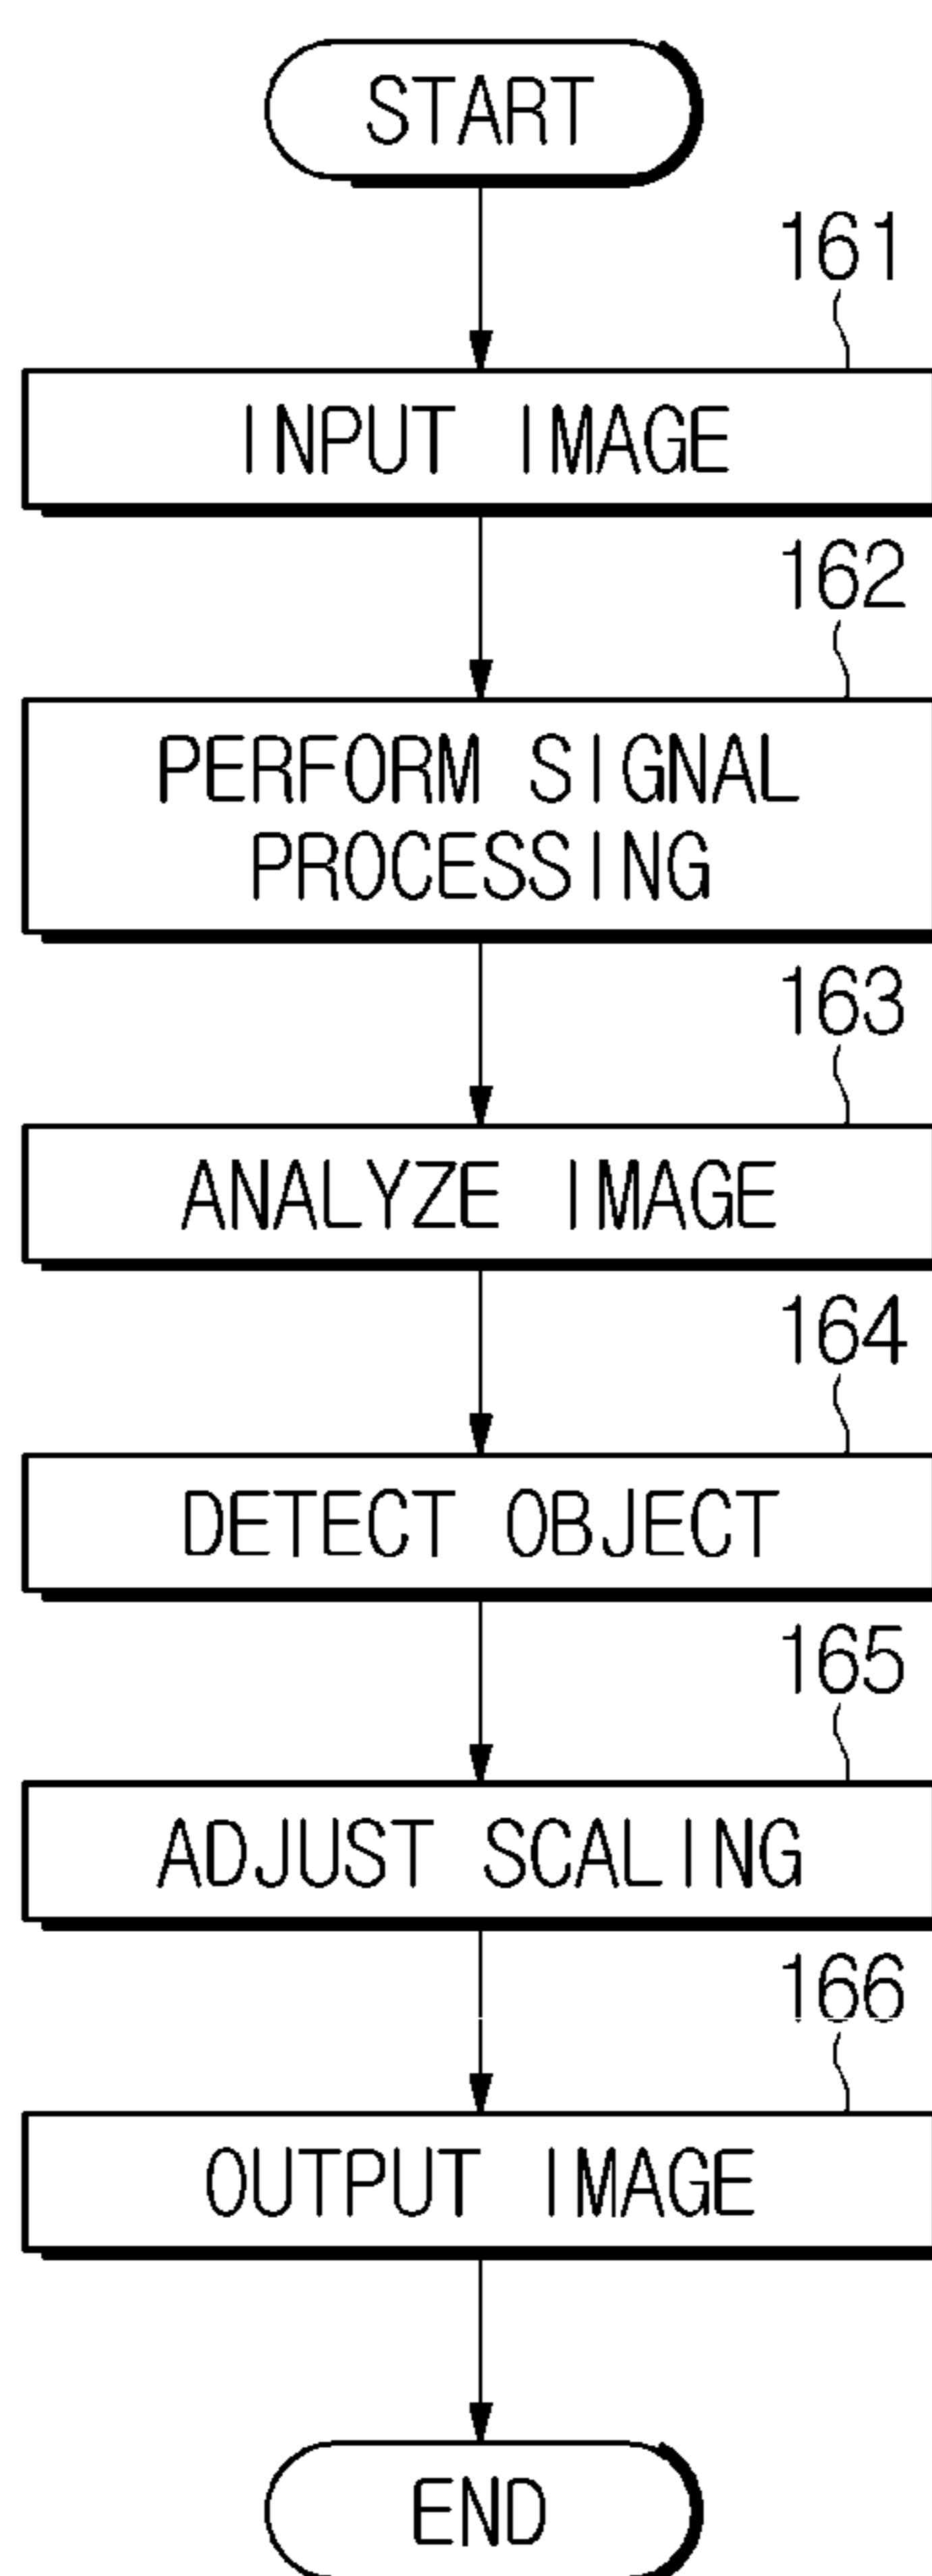 START
161
INPUT IMAGE
162
PERFORM SIGNAL
PROCESSING
163
ANALYZE IMAGE
164
DETECT OBJECT
165
ADJUST SCALING
166
OUTPUT IMAGE
END